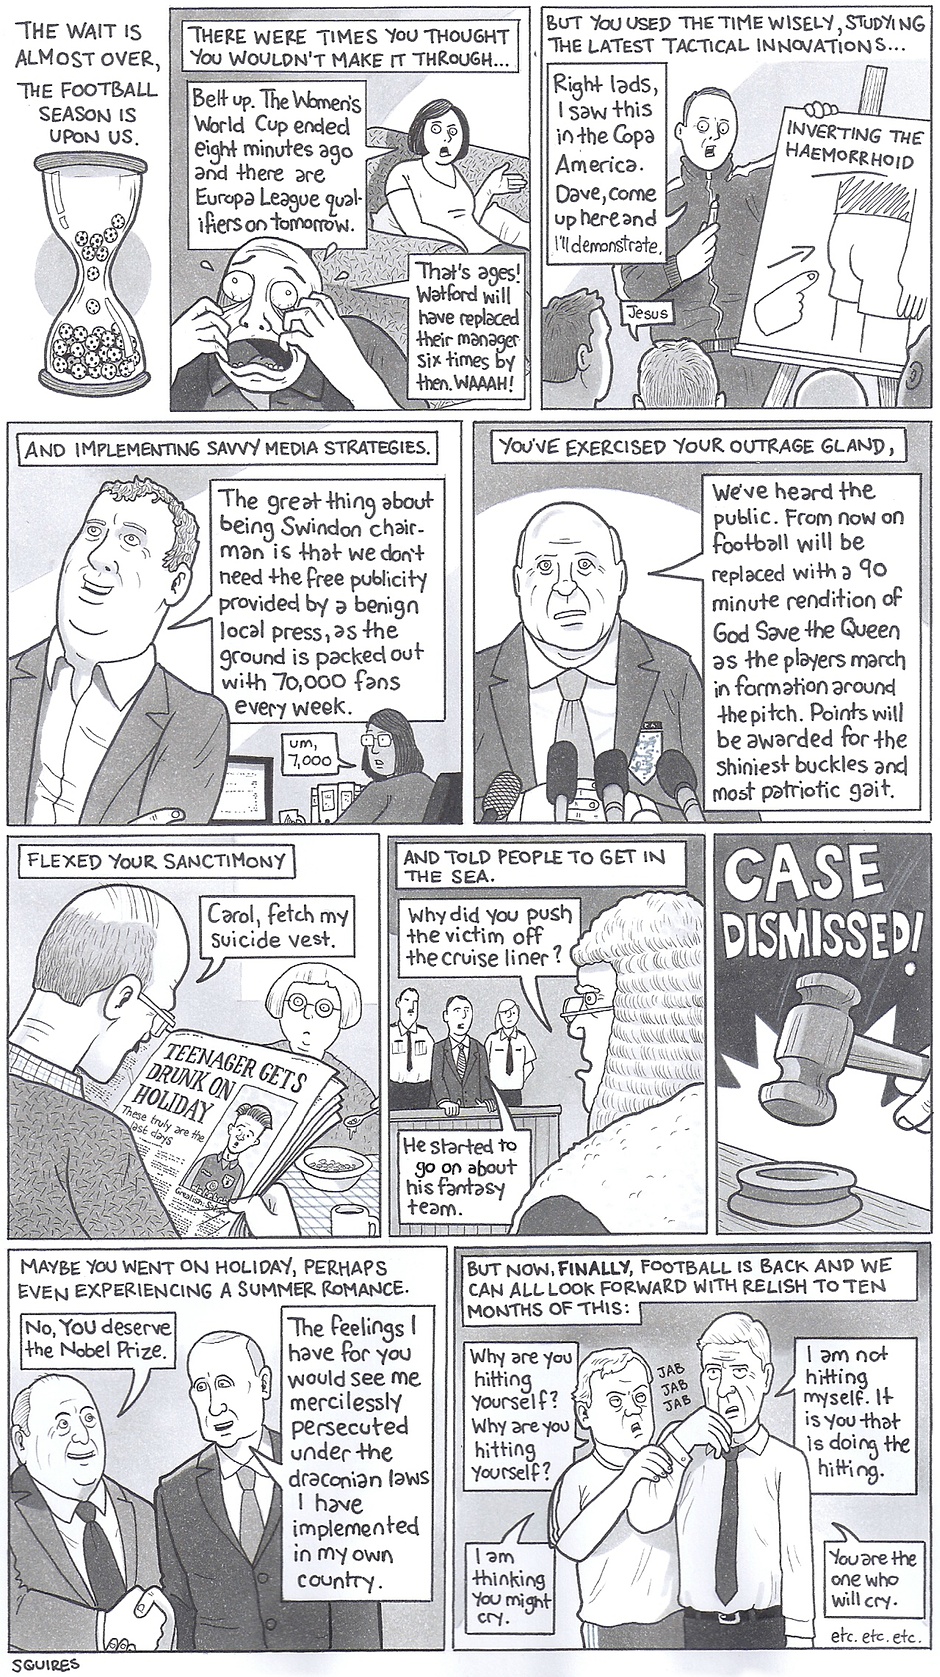 THE WAIT IS
ALMOST OVER,
THE FOOTBALL
SEASON IS
UPON US.
THERE WERE TIMES YOU THOUGHT
YOU WOULDN'T MAKE IT THROUGH...
Belt up. The Women's
World Cup ended
eight minutes ago
and there are
Europa League qual-
ifiers on tomorrow.
That's ages!
Watford will
have replaced
their manager
six times by
then. WAAAH!
BUT YOU USED THE TIME WISELY, STUDYING
THE LATEST TACTICAL INNOVATIONS...
Right lads,
I saw this
in the Copa
America.
Dave, come
up here and
I'll demonstrate.
INVERTING THE
HAEMORRHOID
Jesus
AND IMPLEMENTING SAVVY MEDIA STRATEGIES.
The great thing about
being Swindon chair-
man is that we don't
need the free publicity
provided by a benign
local press, as the
ground is packed out
with 70,000 fans
every week.
um,
7,000
YOU'VE EXERCISED YOUR OUTRAGE GLAND,
We've heard the
public. From now on
football will be
replaced with a 90
minute rendition of
God Save the Queen
as the players march
in formation around
the pitch. Points will
be awarded for the
shiniest buckles and
most patriotic gait.
FLEXED YOUR SANCTIMONY
Carol, fetch my
suicide vest.
TEENAGER GETS
DRUNK ON
HOLIDAY
These truly are the
last days
AND TOLD PEOPLE TO GET IN
THE SEA.
Why did you push
the victim off
the cruise liner?
He started to
go on about
his fantasy
team.
CASE
DISMISSED!
MAYBE YOU WENT ON HOLIDAY, PERHAPS
EVEN EXPERIENCING A SUMMER ROMANCE.
No, YOU deserve
the Nobel Prize.
The feelings I
have for you
would see me
mercilessly
persecuted
under the
draconian laws
I have
implemented
in my own
country.
BUT NOW, FINALLY, FOOTBALL IS BACK AND WE
CAN ALL LOOK FORWARD WITH RELISH TO TEN
MONTHS OF THIS:
Why are you
hitting
yourself?
Why are you
hitting
yourself?
JAB
JAB
JAB
I am not
hitting
myself. It
is you that
is doing the
hitting.
I am
thinking
you might
cry.
You are the
one who
will cry.
etc. etc. etc.
SQUIRES